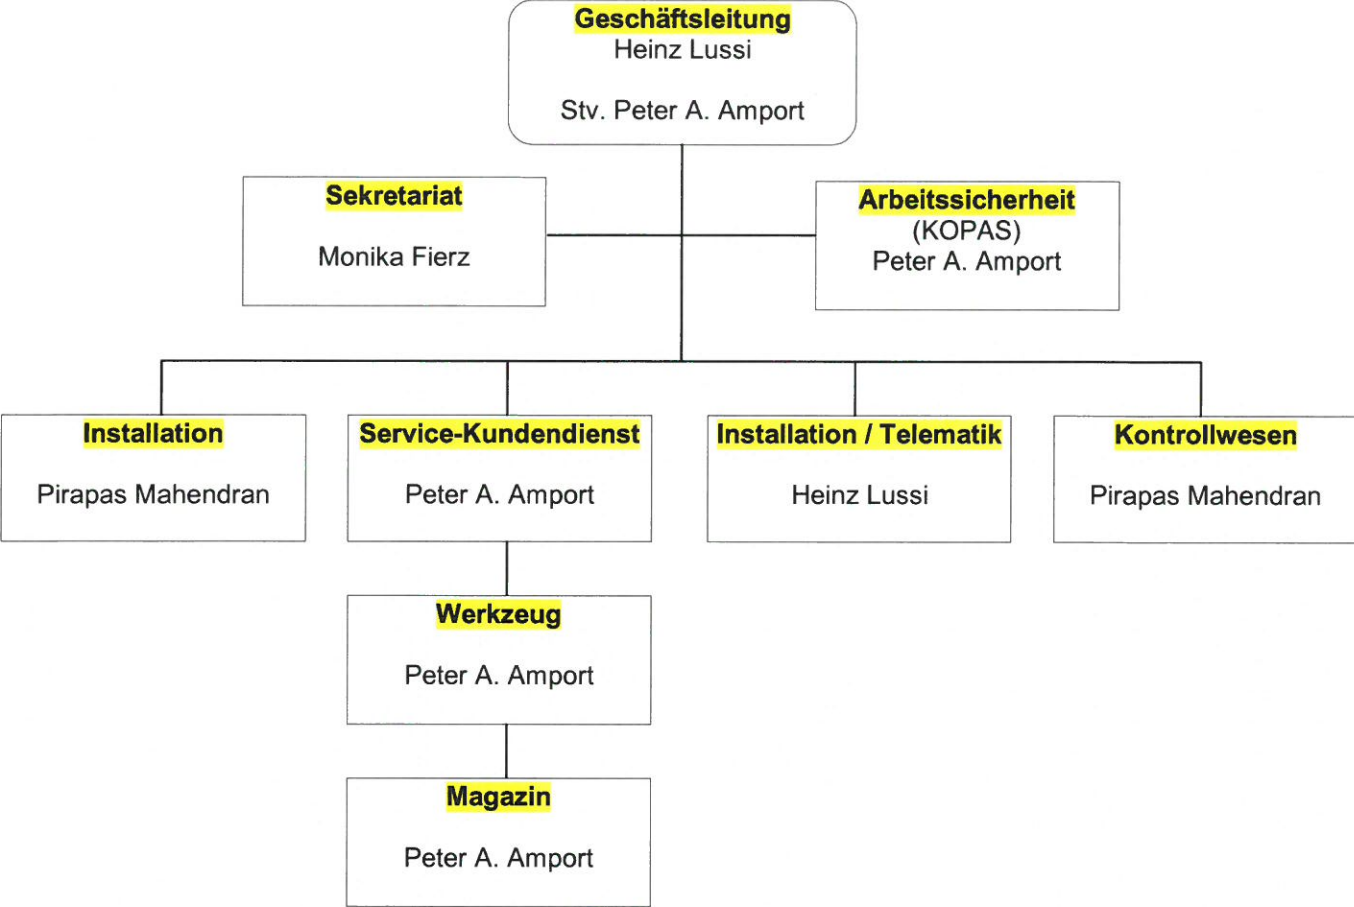 Geschäftsleitung
Heinz Lussi
Stv. Peter A. Amport
Sekretariat
Monika Fierz
Arbeitssicherheit
(KOPAS)
Peter A. Amport
Installation
Pirapas Mahendran
Service-Kundendienst
Peter A. Amport
Installation / Telematik
Heinz Lussi
Kontrollwesen
Pirapas Mahendran
Werkzeug
Peter A. Amport
Magazin
Peter A. Amport